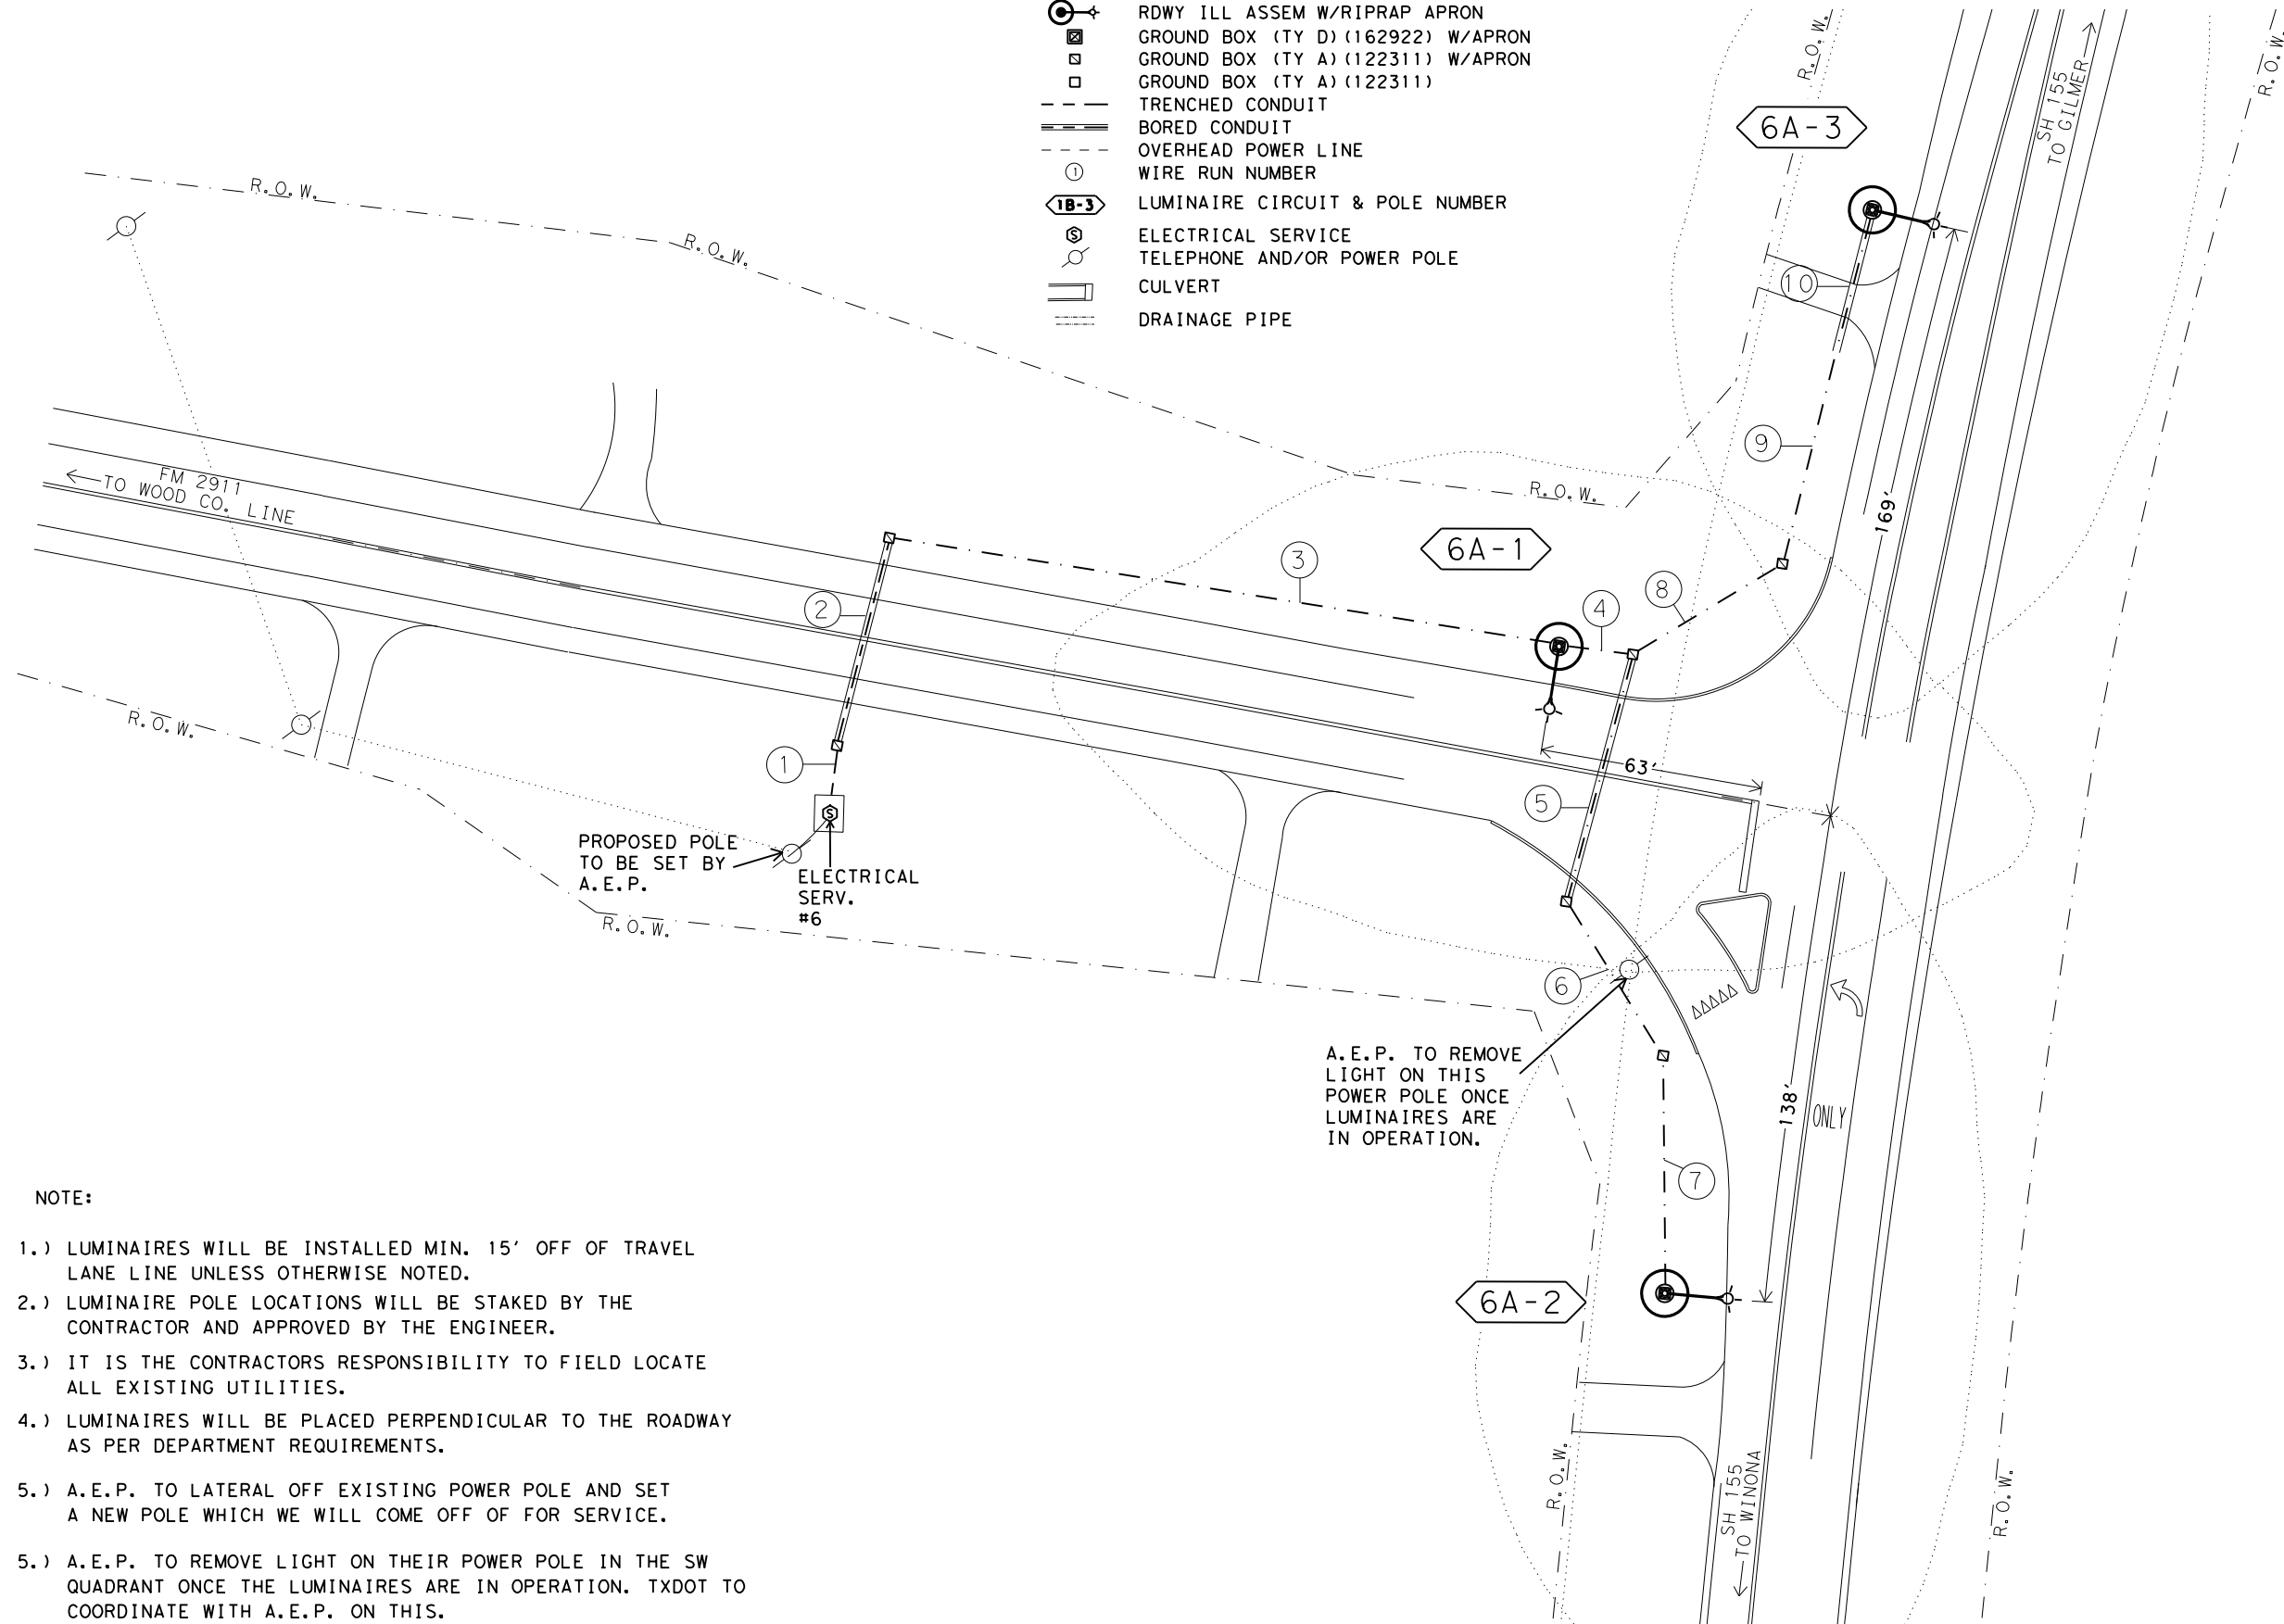 RDWY ILL ASSEM W/RIPRAP APRON
GROUND BOX (TY D)(162922) W/APRON
GROUND BOX (TY A)(122311) W/APRON
GROUND BOX (TY A)(122311)
TRENCHED CONDUIT
BORED CONDUIT
OVERHEAD POWER LINE
1
WIRE RUN NUMBER
1B-3
LUMINAIRE CIRCUIT & POLE NUMBER
S
ELECTRICAL SERVICE
TELEPHONE AND/OR POWER POLE
CULVERT
DRAINAGE PIPE
R.O.W.
R.O.W.
R.O.W.
R.O.W.
SH 155
TO GILMER
6A-3
10
9
169'
R.O.W.
6A-1
FM 2911
TO WOOD CO. LINE
3
2
4
8
R.O.W.
1
63'
5
S
PROPOSED POLE
TO BE SET BY
A.E.P.
ELECTRICAL
SERV.
#6
R.O.W.
6
A.E.P. TO REMOVE
LIGHT ON THIS
POWER POLE ONCE
LUMINAIRES ARE
IN OPERATION.
138'
ONLY
7
6A-2
R.O.W.
SH 155
TO WINONA
R.O.W.
NOTE:
1.) LUMINAIRES WILL BE INSTALLED MIN. 15' OFF OF TRAVEL
LANE LINE UNLESS OTHERWISE NOTED.
2.) LUMINAIRE POLE LOCATIONS WILL BE STAKED BY THE
CONTRACTOR AND APPROVED BY THE ENGINEER.
3.) IT IS THE CONTRACTORS RESPONSIBILITY TO FIELD LOCATE
ALL EXISTING UTILITIES.
4.) LUMINAIRES WILL BE PLACED PERPENDICULAR TO THE ROADWAY
AS PER DEPARTMENT REQUIREMENTS.
5.) A.E.P. TO LATERAL OFF EXISTING POWER POLE AND SET
A NEW POLE WHICH WE WILL COME OFF OF FOR SERVICE.
5.) A.E.P. TO REMOVE LIGHT ON THEIR POWER POLE IN THE SW
QUADRANT ONCE THE LUMINAIRES ARE IN OPERATION. TXDOT TO
COORDINATE WITH A.E.P. ON THIS.